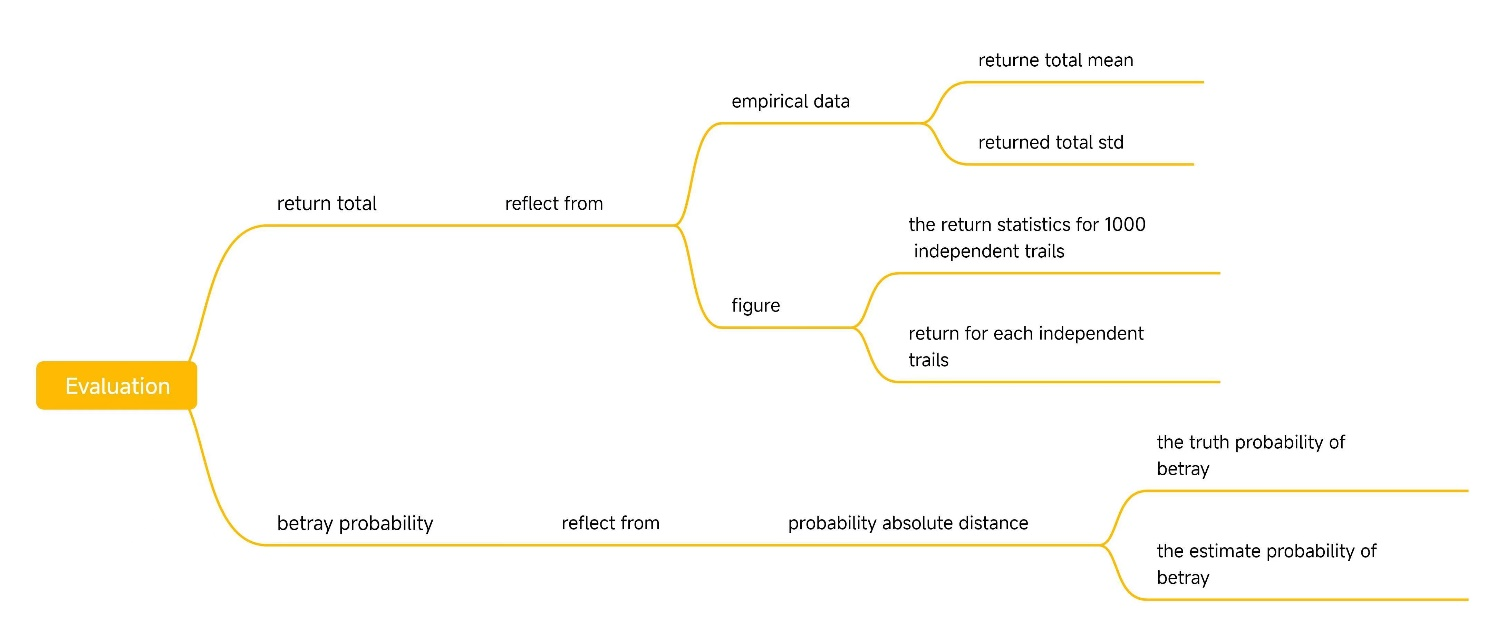 Evaluation
return total
reflect from
empirical data
returne total mean
returned total std
figure
the return statistics for 1000
independent trails
return for each independent
trails
betray probability
reflect from
probability absolute distance
the truth probability of
betray
the estimate probability of
betray